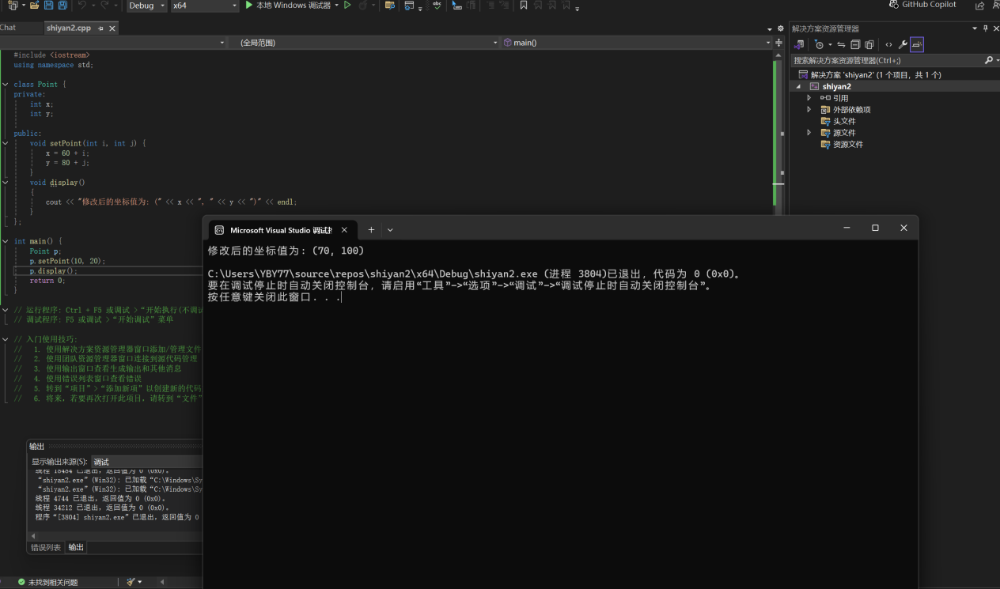 Debug
x64
本地 Windows 调试器
GitHub Copilot
Chat
shiyan2.cpp
(全局范围)
main()
#include <iostream>
using namespace std;
class Point {
private:
int x;
int y;
public:
void setPoint(int i, int j) {
x = 60 + i;
y = 80 + j;
}
void display()
{
cout << "修改后的坐标值为: (" << x << ", " << y << ")" << endl;
}
};
int main() {
Point p;
p.setPoint(10, 20);
p.display();
return 0;
}
// 运行程序: Ctrl + F5 或调试 >“开始执行(不调试
// 调试程序: F5 或调试 >“开始调试”菜单
// 入门使用技巧:
// 1. 使用解决方案资源管理器窗口添加/管理文件
// 2. 使用团队资源管理器窗口连接到源代码管理
// 3. 使用输出窗口查看生成输出和其他消息
// 4. 使用错误列表窗口查看错误
// 5. 转到“项目”>“添加新项”以创建新的代码
// 6. 将来，若要再次打开此项目，请转到“文件”
解决方案资源管理器
搜索解决方案资源管理器(Ctrl+;)
解决方案 'shiyan2' (1 个项目，共 1 个)
shiyan2
引用
外部依赖项
头文件
源文件
资源文件
Microsoft Visual Studio 调试
修改后的坐标值为: (70, 100)
C:\Users\YBY77\source\repos\shiyan2\x64\Debug\shiyan2.exe (进程 3804)已退出，代码为 0 (0x0)。
要在调试停止时自动关闭控制台，请启用“工具”->“选项”->“调试”->“调试停止时自动关闭控制台”。
按任意键关闭此窗口. . .
输出
显示输出来源(S): 调试
线程 18484 已退出，返回值为 0 (0x0)。
“shiyan2.exe”(Win32): 已加载“C:\Windows\Sy
“shiyan2.exe”(Win32): 已加载“C:\Windows\Sy
线程 4744 已退出，返回值为 0 (0x0)。
线程 34212 已退出，返回值为 0 (0x0)。
程序“[3804] shiyan2.exe”已退出，返回值为 0
错误列表
输出
未找到相关问题